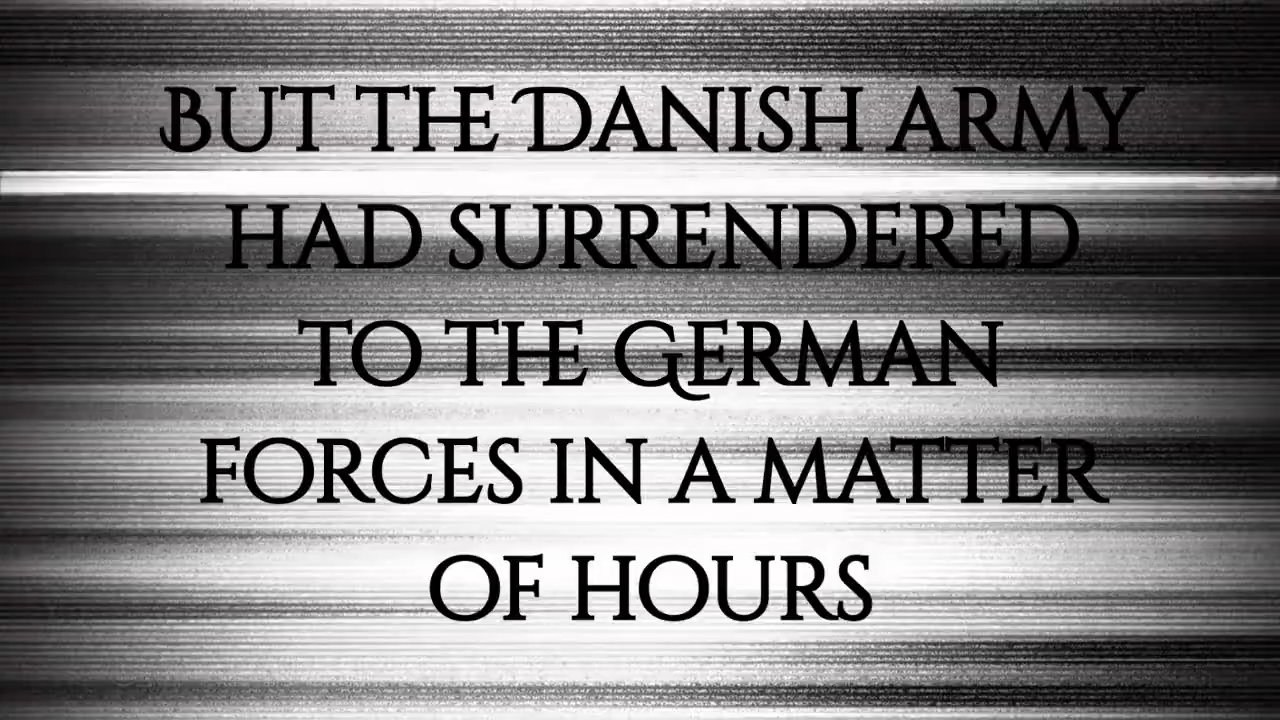 But the Danish army
had surrendered
to the German
forces in a matter
of hours